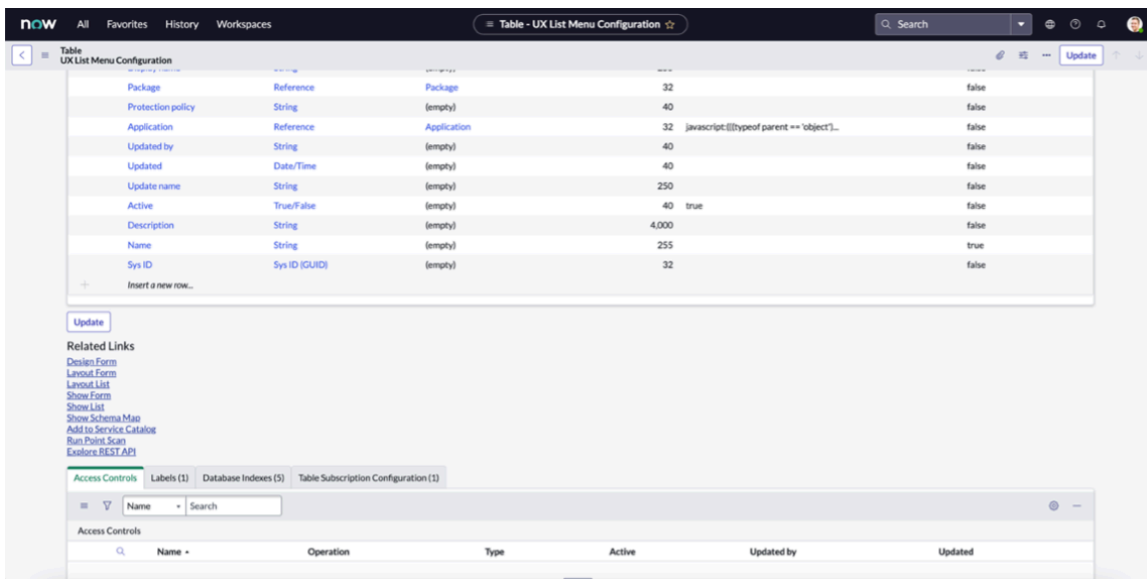 now All Favorites History Workspaces Table - UX List Menu Configuration Search
Table
UX List Menu Configuration Update
Package Reference Package 32 false
Protection policy String (empty) 40 false
Application Reference Application 32 javascript:(((typeof parent == 'object')... false
Updated by String (empty) 40 false
Updated Date/Time (empty) 40 false
Update name String (empty) 250 false
Active True/False (empty) 40 true false
Description String (empty) 4,000 false
Name String (empty) 255 true
Sys ID Sys ID (GUID) (empty) 32 false
Insert a new row...
Update
Related Links
Design Form
Layout Form
Layout List
Show Form
Show List
Show Schema Map
Add to Service Catalog
Run Point Scan
Explore REST API
Access Controls Labels (1) Database Indexes (5) Table Subscription Configuration (1)
Name Search
Access Controls
Name Operation Type Active Updated by Updated